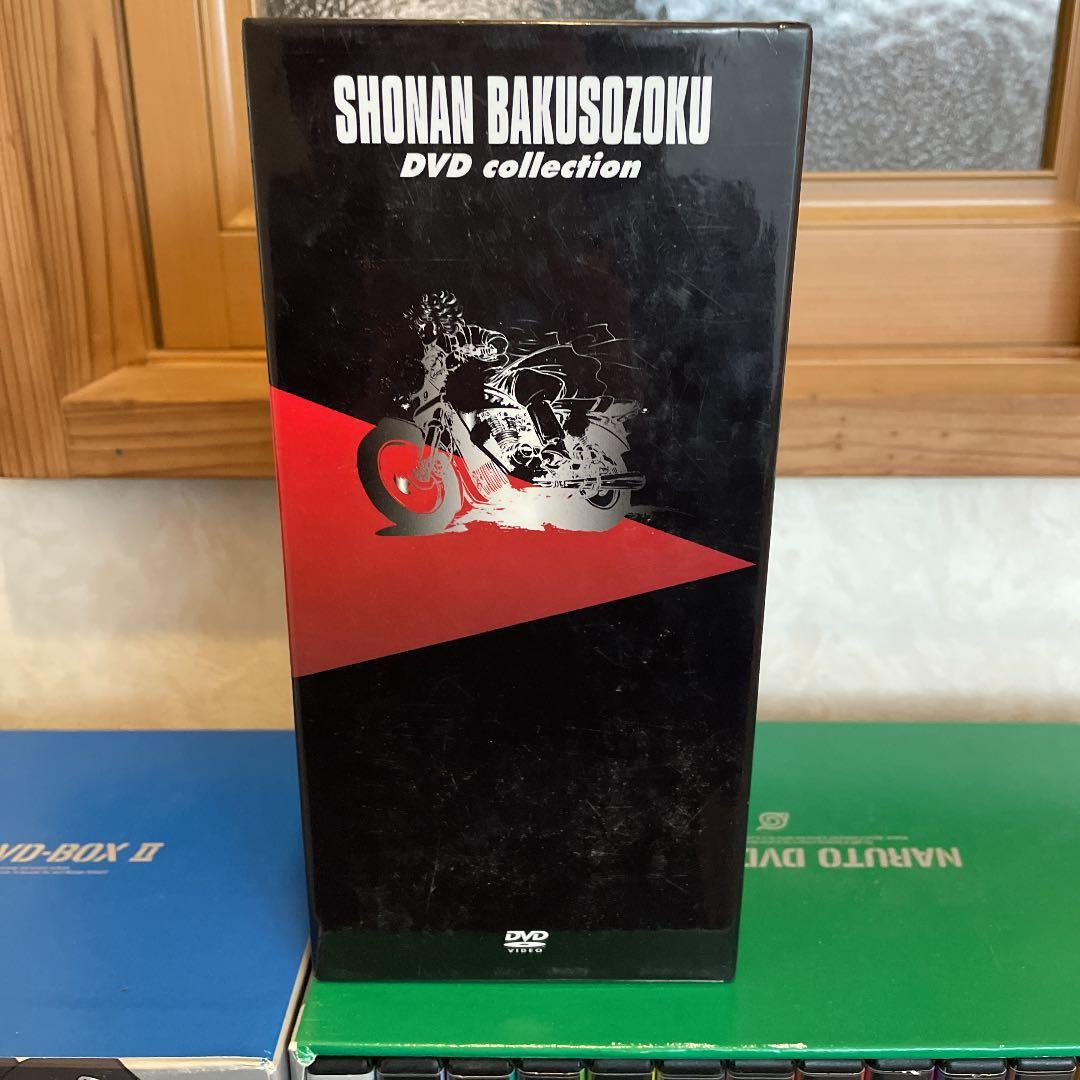 SHONAN BAKUSOZOKU
DVD collection
VD-BOX II
NARUTO DVD
DVD
VIDEO